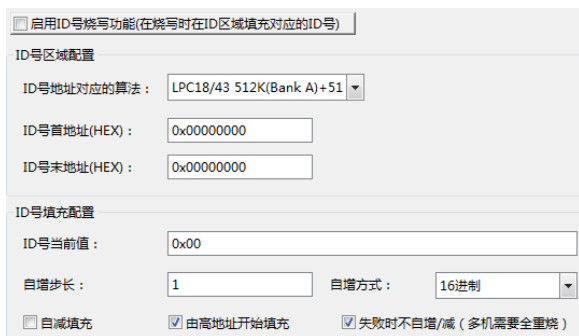 启用ID号烧写功能(在烧写时在ID区域填充对应的ID号)
ID号区域配置
ID号地址对应的算法： LPC18/43 512K(Bank A)+51
ID号首地址(HEX)： 0x00000000
ID号末地址(HEX)： 0x00000000
ID号填充配置
ID号当前值： 0x00
自增步长： 1 自增方式： 16进制
自减填充 由高地址开始填充 失败时不自增/减（多机需要全重烧）